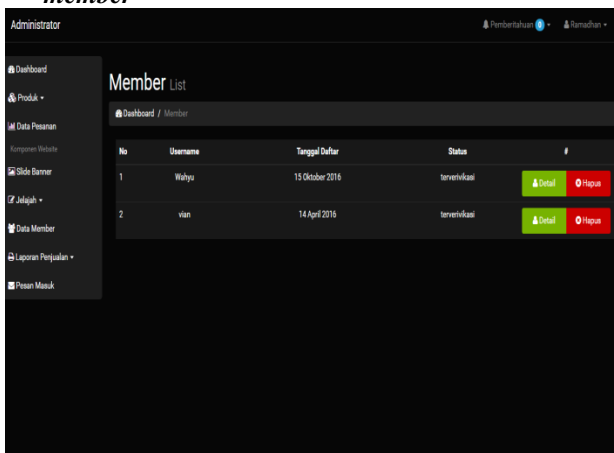 member
Administrator
Pemberitahuan 0
Ramadhan
Dashboard
Produk
Data Pesanan
Komponen Website
Slide Banner
Jelajah
Data Member
Laporan Penjualan
Pesan Masuk
Member List
Dashboard / Member
No Username Tanggal Daftar Status #
1 Wahyu 15 Oktober 2016 terverivikasi Detail Hapus
2 vian 14 April 2016 terverivikasi Detail Hapus